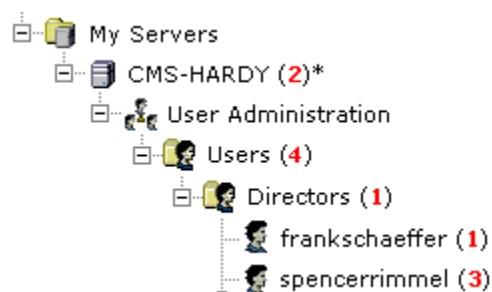 My Servers
CMS-HARDY (2)*
User Administration
Users (4)
Directors (1)
frankschaeffer (1)
spencerrimmel (3)